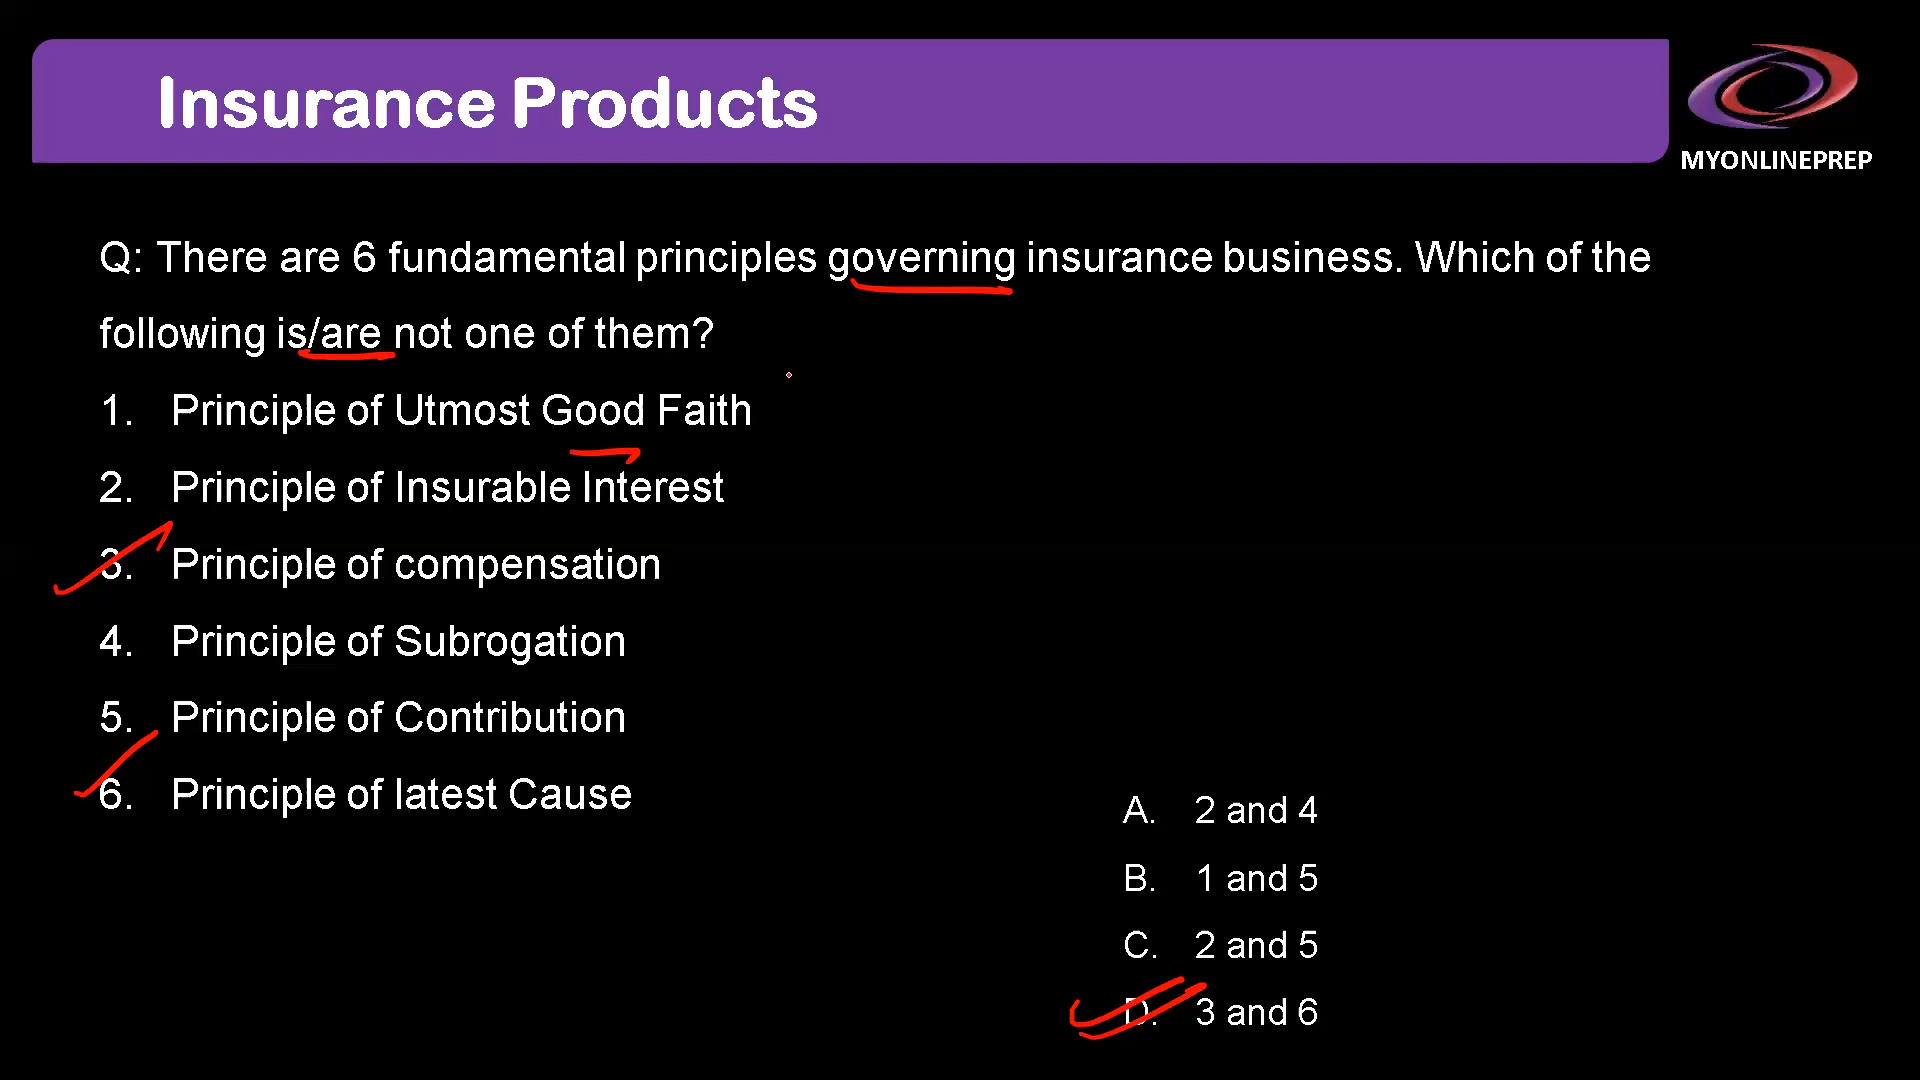 Insurance Products
MYONLINEPREP
Q: There are 6 fundamental principles governing insurance business. Which of the
following is/are not one of them?
1. Principle of Utmost Good Faith
2. Principle of Insurable Interest
3. Principle of compensation
4. Principle of Subrogation
5. Principle of Contribution
6. Principle of latest Cause
A. 2 and 4
B. 1 and 5
C. 2 and 5
D. 3 and 6